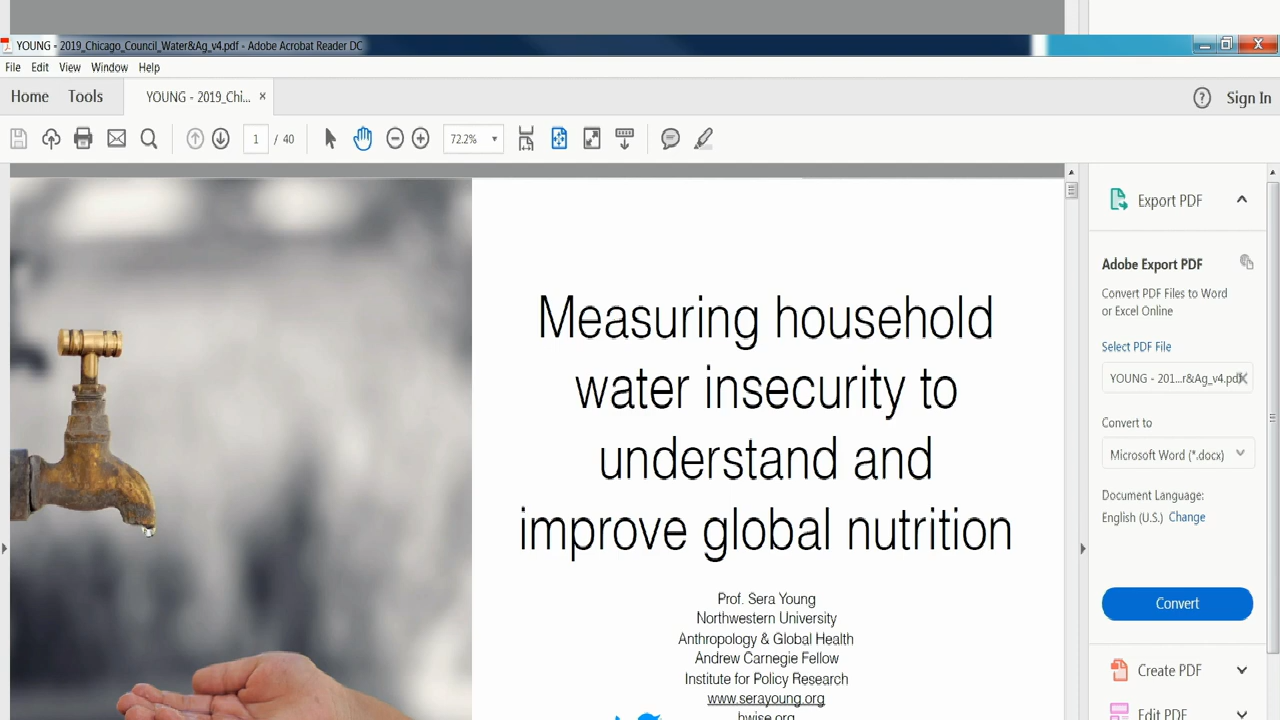 YOUNG - 2019_Chicago_Council_Water&Ag_v4.pdf - Adobe Acrobat Reader DC
File Edit View Window Help
Home Tools YOUNG - 2019_Chi... × Sign In
1 / 40 72.2%
Export PDF
Adobe Export PDF
Convert PDF Files to Word
or Excel Online
Select PDF File
YOUNG - 201...r&Ag_v4.pdf
Convert to
Microsoft Word (*.docx)
Document Language:
English (U.S.) Change
Convert
Create PDF
Edit PDF
Measuring household
water insecurity to
understand and
improve global nutrition
Prof. Sera Young
Northwestern University
Anthropology & Global Health
Andrew Carnegie Fellow
Institute for Policy Research
www.serayoung.org
hwise.org